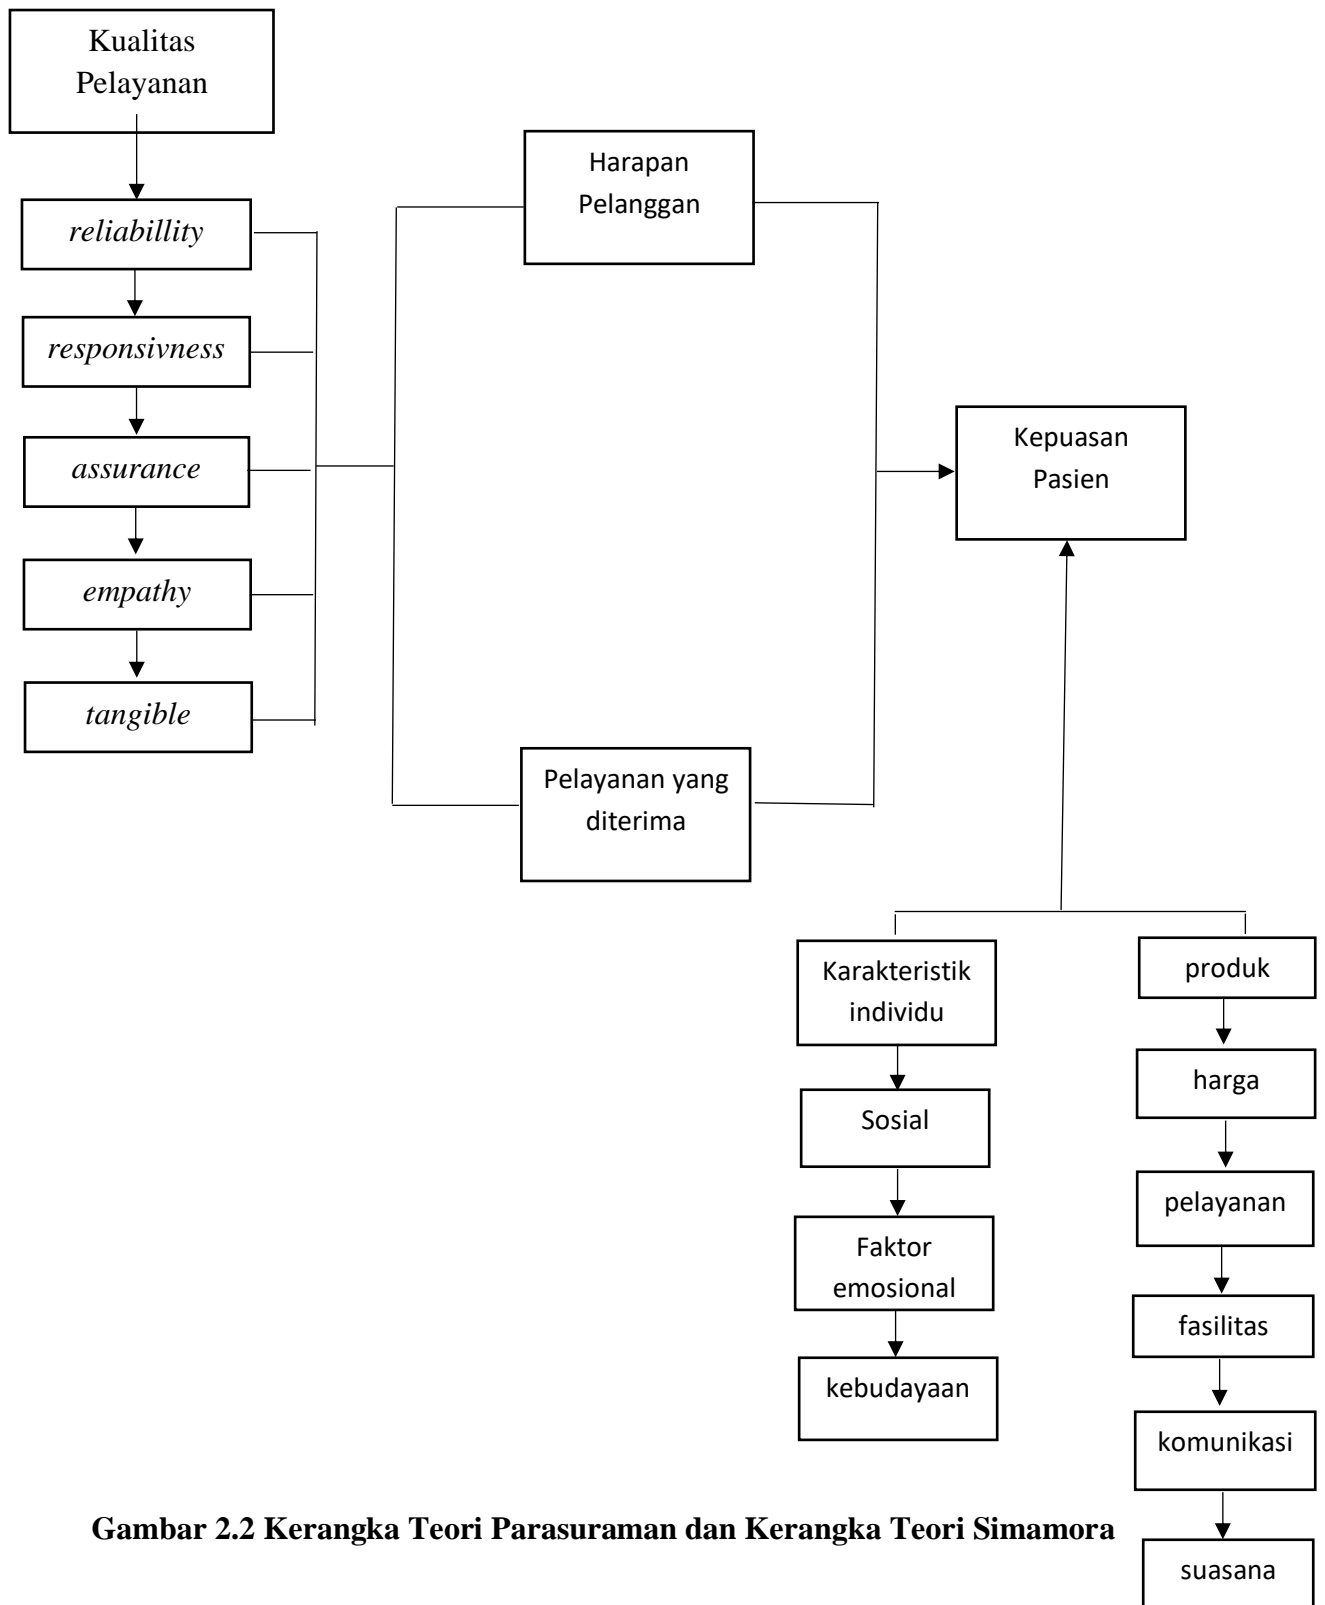 Kualitas
Pelayanan
reliabillity
responsivness
assurance
empathy
tangible
Harapan
Pelanggan
Pelayanan yang
diterima
Kepuasan
Pasien
Karakteristik
individu
Sosial
Faktor
emosional
kebudayaan
produk
harga
pelayanan
fasilitas
komunikasi
suasana
Gambar 2.2 Kerangka Teori Parasuraman dan Kerangka Teori Simamora